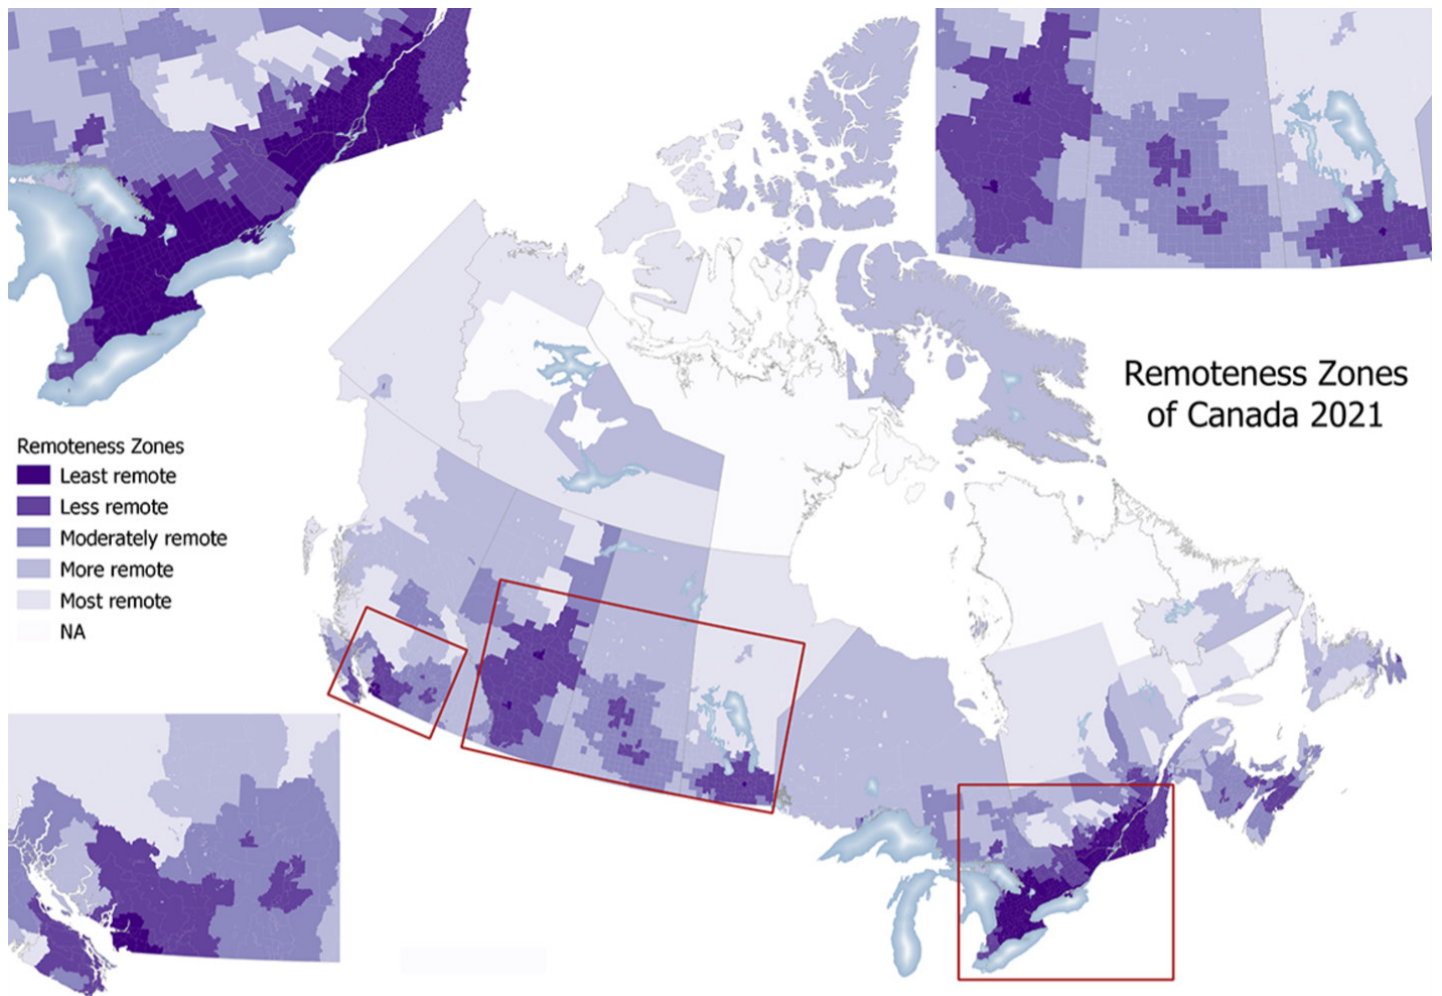 Remoteness Zones
of Canada 2021
Remoteness Zones
Least remote
Less remote
Moderately remote
More remote
Most remote
NA